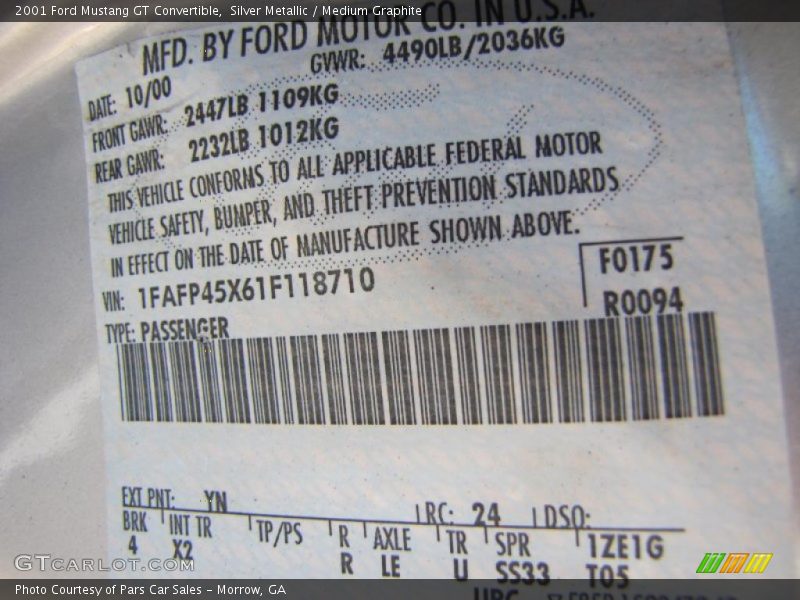 2001 Ford Mustang GT Convertible, Silver Metallic / Medium Graphite
MFD. BY FORD MOTOR CO. IN U.S.A.
DATE: 10/00 GVWR: 4490LB/2036KG
FRONT GAWR: 2447LB 1109KG
REAR GAWR: 2232LB 1012KG
THIS VEHICLE CONFORMS TO ALL APPLICABLE FEDERAL MOTOR
VEHICLE SAFETY, BUMPER, AND THEFT PREVENTION STANDARDS
IN EFFECT ON THE DATE OF MANUFACTURE SHOWN ABOVE.
VIN: 1FAFP45X61F118710 F0175
TYPE: PASSENGER R0094
EXT PNT: YN RC: 24 DSO:
BRK INT TR TP/PS R AXLE TR SPR 1ZE1G
4 X2 R LE U SS33 T05
GTCARLOT.COM
Photo Courtesy of Pars Car Sales – Morrow, GA